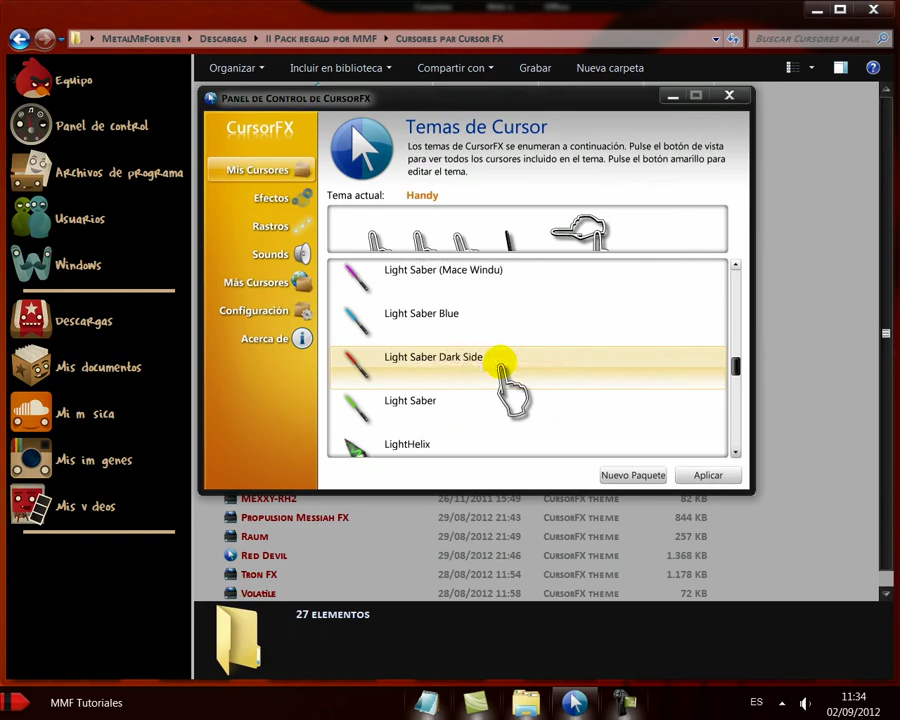 MetalMrForever
Descargas
II Pack regalo por MMF
Cursores par Cursor FX
Buscar Cursores par ...
Organizar
Incluir en biblioteca
Compartir con
Grabar
Nueva carpeta
Equipo
Panel de control
Archivos de programa
Usuarios
Windows
Descargas
Mis documentos
Mi m sica
Mis im genes
Mis v deos
Panel de Control de CursorFX
CursorFX
Mis Cursores
Efectos
Rastros
Sounds
Más Cursores
Configuración
Acerca de
Temas de Cursor
Los temas de CursorFX se enumeran a continuación. Pulse el botón de vista
para ver todos los cursores incluido en el tema. Pulse el botón amarillo para
editar el tema.
Tema actual: Handy
Light Saber (Mace Windu)
Light Saber Blue
Light Saber Dark Side
Light Saber
LightHelix
Nuevo Paquete
Aplicar
MEXXY-RH2 26/11/2011 15:49 CursorFX theme 82 KB
Propulsion Messiah FX 29/08/2012 21:43 CursorFX theme 844 KB
Raum 29/08/2012 21:49 CursorFX theme 257 KB
Red Devil 29/08/2012 21:46 CursorFX theme 1.368 KB
Tron FX 28/08/2012 11:54 CursorFX theme 1.178 KB
Volatile 28/08/2012 11:58 CursorFX theme 72 KB
27 elementos
MMF Tutoriales
ES
11:34
02/09/2012